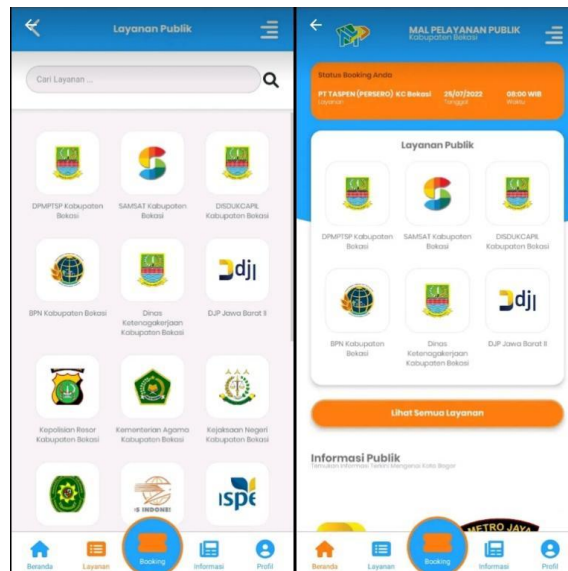 Layanan Publik
Cari Layanan ...
DPMPTSP Kabupaten
Bekasi
SAMSAT Kabupaten
Bekasi
DISDUKCAPIL
Kabupaten Bekasi
BPN Kabupaten Bekasi
Dinas
Ketenagakerjaan
Kabupaten Bekasi
DJP Jawa Barat II
dji
Kepolisian Resor
Kabupaten Bekasi
Kementerian Agama
Kabupaten Bekasi
Kejaksaan Negeri
Kabupaten Bekasi
S INDONE
aspe
Beranda
Layanan
Booking
Informasi
Profil
MAL PELAYANAN PUBLIK
Kabupaten Bekasi
Status Booking Anda
PT TASPEN (PERSERO) KC Bekasi
29/07/2022
08:00 WIB
Layanan
Tanggal
Waktu
Layanan Publik
DPMPTSP Kabupaten
Bekasi
SAMSAT Kabupaten
Bekasi
DISDUKCAPIL
Kabupaten Bekasi
dji
BPN Kabupaten
Bekasi
Dinas
Ketenagakerjaan
Kabupaten Bekasi
DJP Jawa Barat II
Lihat Semua Layanan
Informasi Publik
Temukan Informasi Terkini Mengenai Kota Bogor
METRO JAYA
Beranda
Layanan
Booking
Informasi
Profil